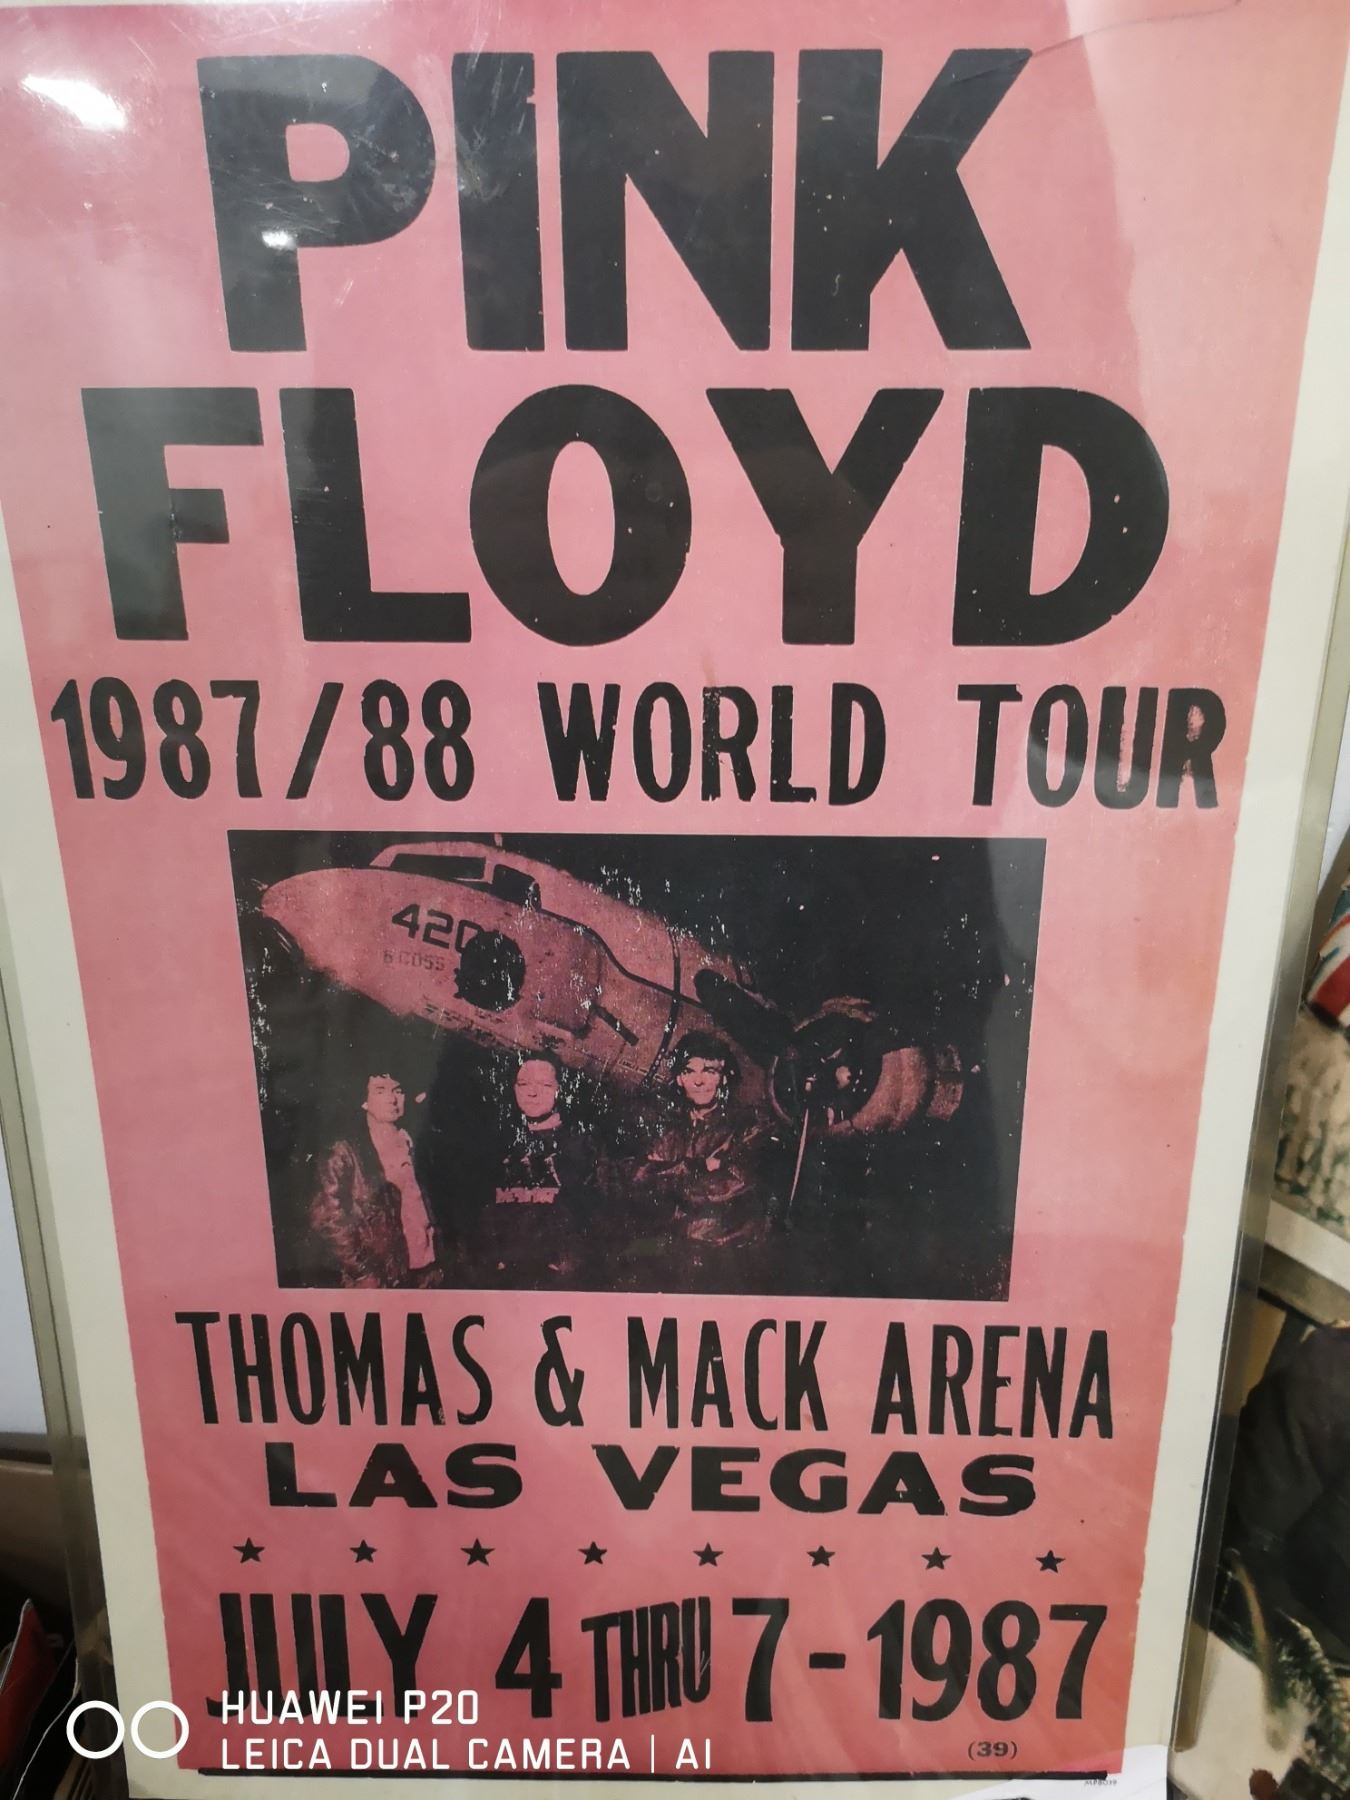 PINK
FLOYD
1987/88 WORLD TOUR
420
THOMAS & MACK ARENA
LAS VEGAS
★ ★ ★ ★ ★ ★ ★ ★
JULY 4 THRU 7-1987
(39)
HUAWEI P20
LEICA DUAL CAMERA | AI